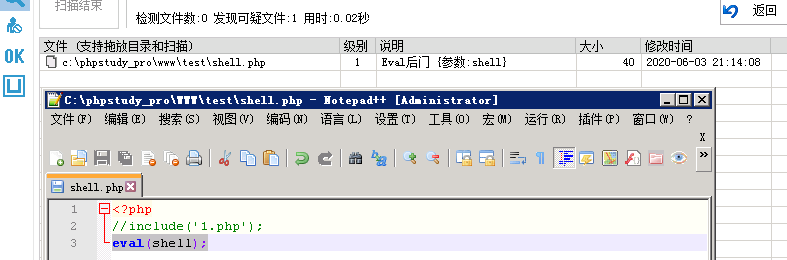 扫描结束
检测文件数:0 发现可疑文件:1 用时:0.02秒
返回
OK
文件 (支持拖放目录和扫描) 级别 说明 大小 修改时间
c:\phpstudy_pro\www\test\shell.php 1 Eval后门 {参数:shell} 40 2020-06-03 21:14:08
C:\phpstudy_pro\WWW\test\shell.php - Notepad++ [Administrator]
文件(F) 编辑(E) 搜索(S) 视图(V) 编码(N) 语言(L) 设置(T) 工具(O) 宏(M) 运行(R) 插件(P) 窗口(W) ?
X
shell.php
1 <?php
2 //include('1.php');
3 eval(shell);